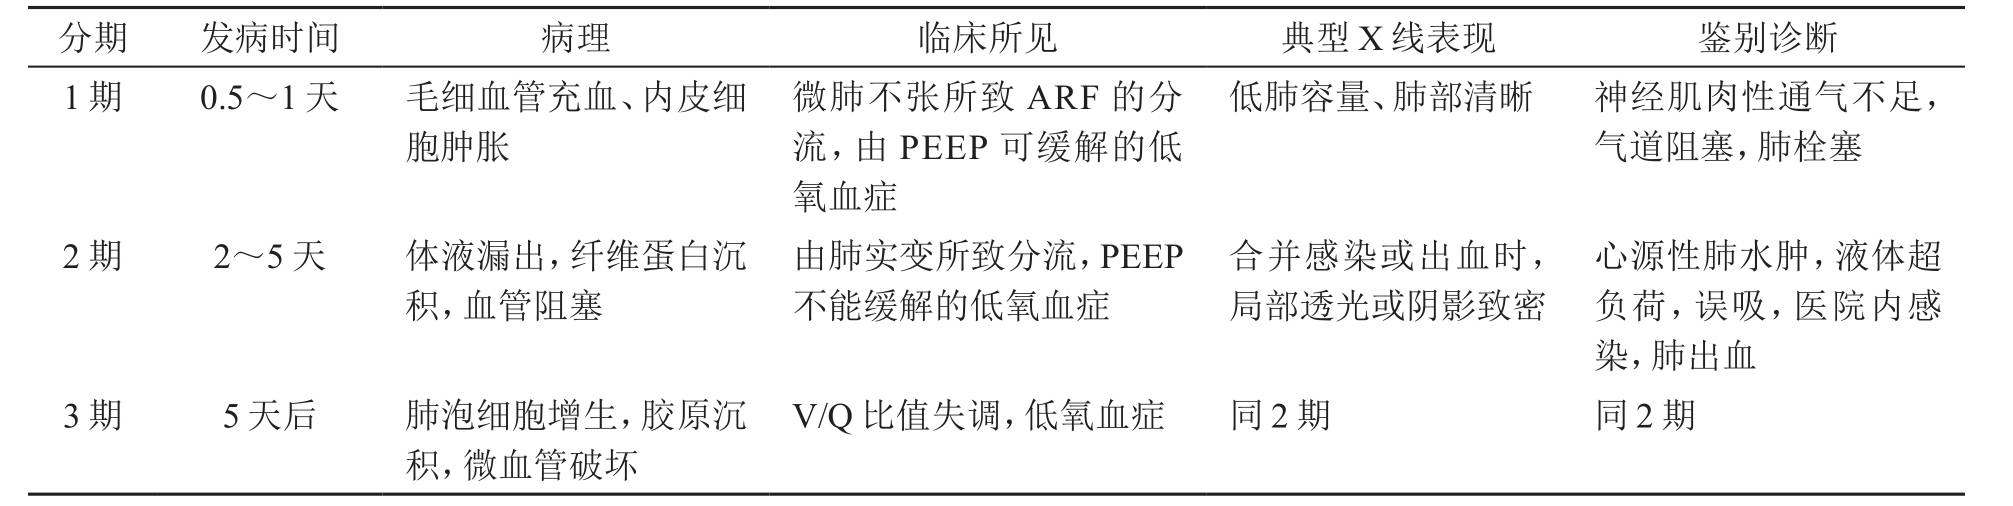 分期 发病时间 病理 临床所见 典型X线表现 鉴别诊断
1期 0.5～1天 毛细血管充血、内皮细 微肺不张所致 ARF 的分 低肺容量、肺部清晰 神经肌肉性通气不足，
胞肿胀 流，由 PEEP 可缓解的低 气道阻塞，肺栓塞
氧血症
2期 2～5天 体液漏出，纤维蛋白沉 由肺实变所致分流，PEEP 合并感染或出血时， 心源性肺水肿，液体超
积，血管阻塞 不能缓解的低氧血症 局部透光或阴影致密 负荷，误吸，医院内感
染，肺出血
3期 5天后 肺泡细胞增生，胶原沉 V/Q比值失调，低氧血症 同2期 同2期
积，微血管破坏